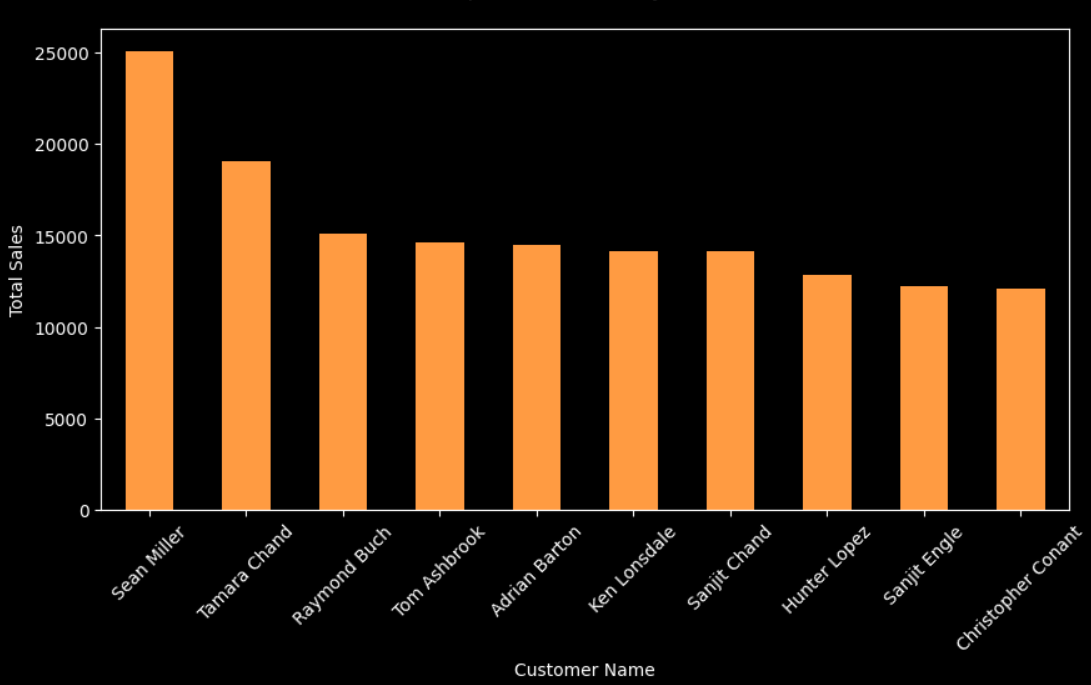 25000
20000
15000
10000
5000
0
Total Sales
Sean Miller
Tamara Chand
Raymond Buch
Tom Ashbrook
Adrian Barton
Ken Lonsdale
Sanjit Chand
Hunter Lopez
Sanjit Engle
Christopher Conant
Customer Name